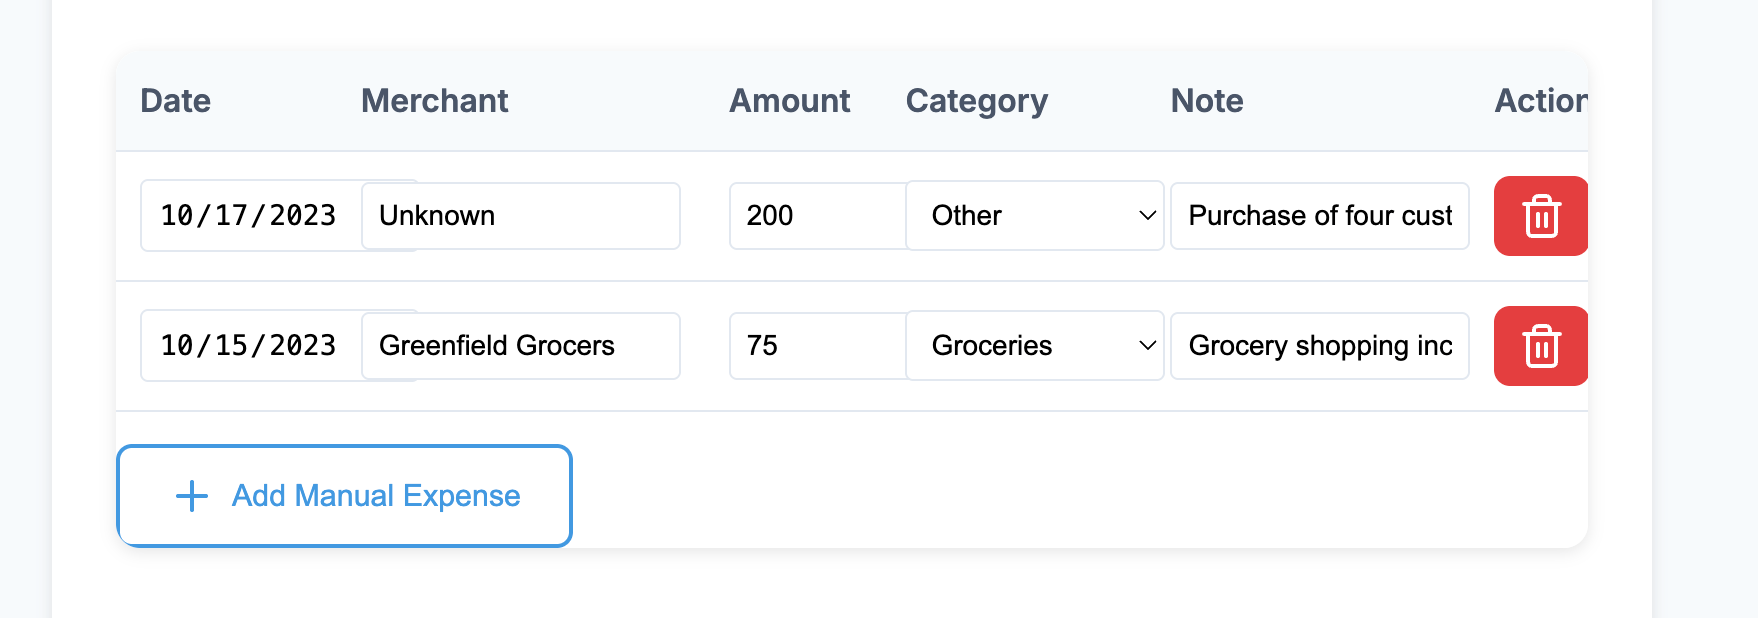 Date Merchant Amount Category Note Action
10/17/2023 Unknown 200 Other Purchase of four cust
10/15/2023 Greenfield Grocers 75 Groceries Grocery shopping inc
Add Manual Expense